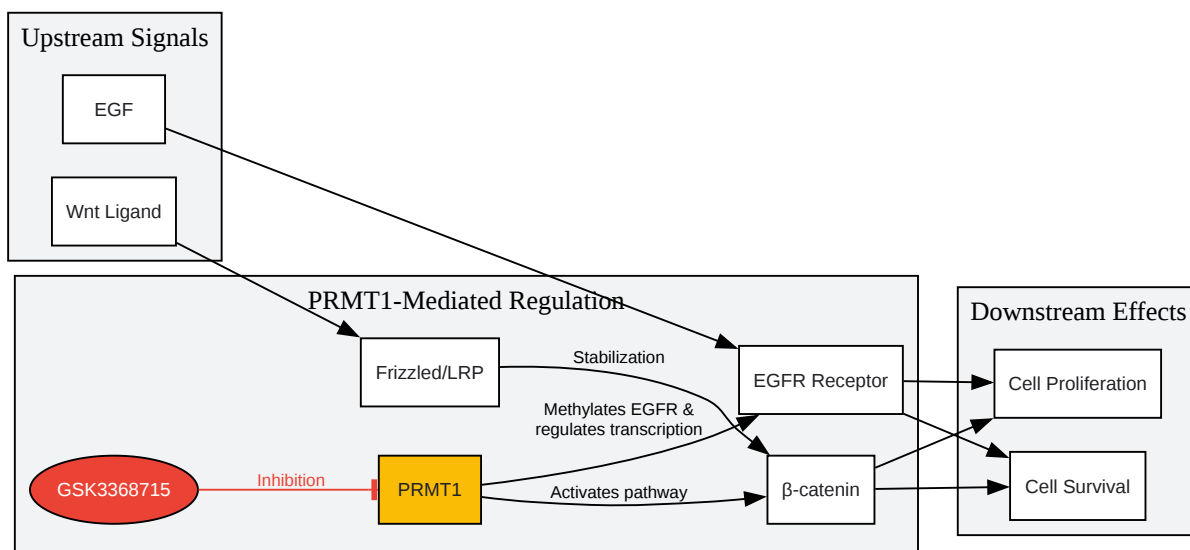 Upstream Signals
EGF
Wnt Ligand
PRMT1-Mediated Regulation
Frizzled/LRP
Stabilization
EGFR Receptor
Methylates EGFR &
regulates transcription
GSK3368715
Inhibition
PRMT1
Activates pathway
β-catenin
Downstream Effects
Cell Proliferation
Cell Survival